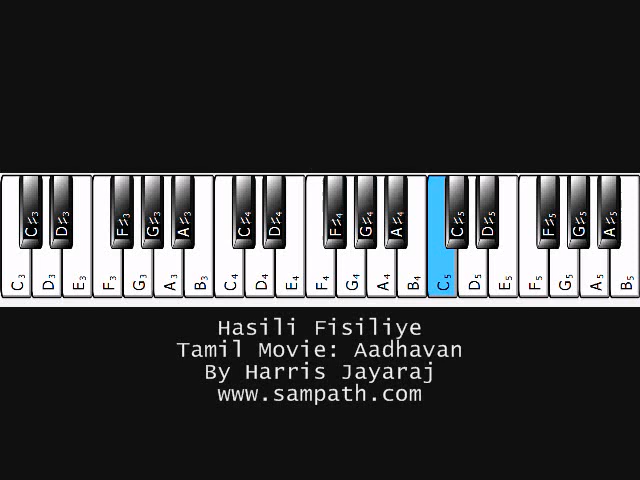 C♯3 D♯3 F♯3 G♯3 A♯3 C♯4 D♯4 F♯4 G♯4 A♯4 C♯5 D♯5 F♯5 G♯5 A♯5
C3 D3 E3 F3 G3 A3 B3 C4 D4 E4 F4 G4 A4 B4 C5 D5 E5 F5 G5 A5 B5
Hasili Fisiliye
Tamil Movie: Aadhavan
By Harris Jayaraj
www.sampath.com